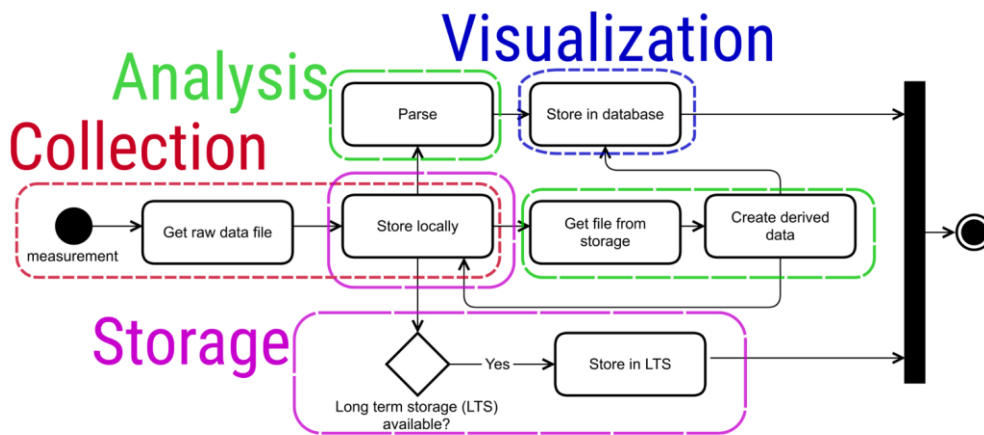 Visualization
Analysis
Parse
Store in database
Collection
measurement
Get raw data file
Store locally
Get file from
storage
Create derived
data
Storage
Yes
Store in LTS
Long term storage (LTS)
available?